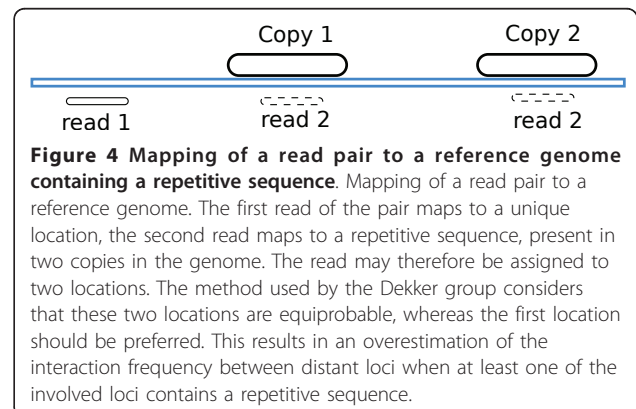 Copy 1 Copy 2
read 1 read 2 read 2
Figure 4 Mapping of a read pair to a reference genome
containing a repetitive sequence. Mapping of a read pair to a
reference genome. The first read of the pair maps to a unique
location, the second read maps to a repetitive sequence, present in
two copies in the genome. The read may therefore be assigned to
two locations. The method used by the Dekker group considers
that these two locations are equiprobable, whereas the first location
should be preferred. This results in an overestimation of the
interaction frequency between distant loci when at least one of the
involved loci contains a repetitive sequence.